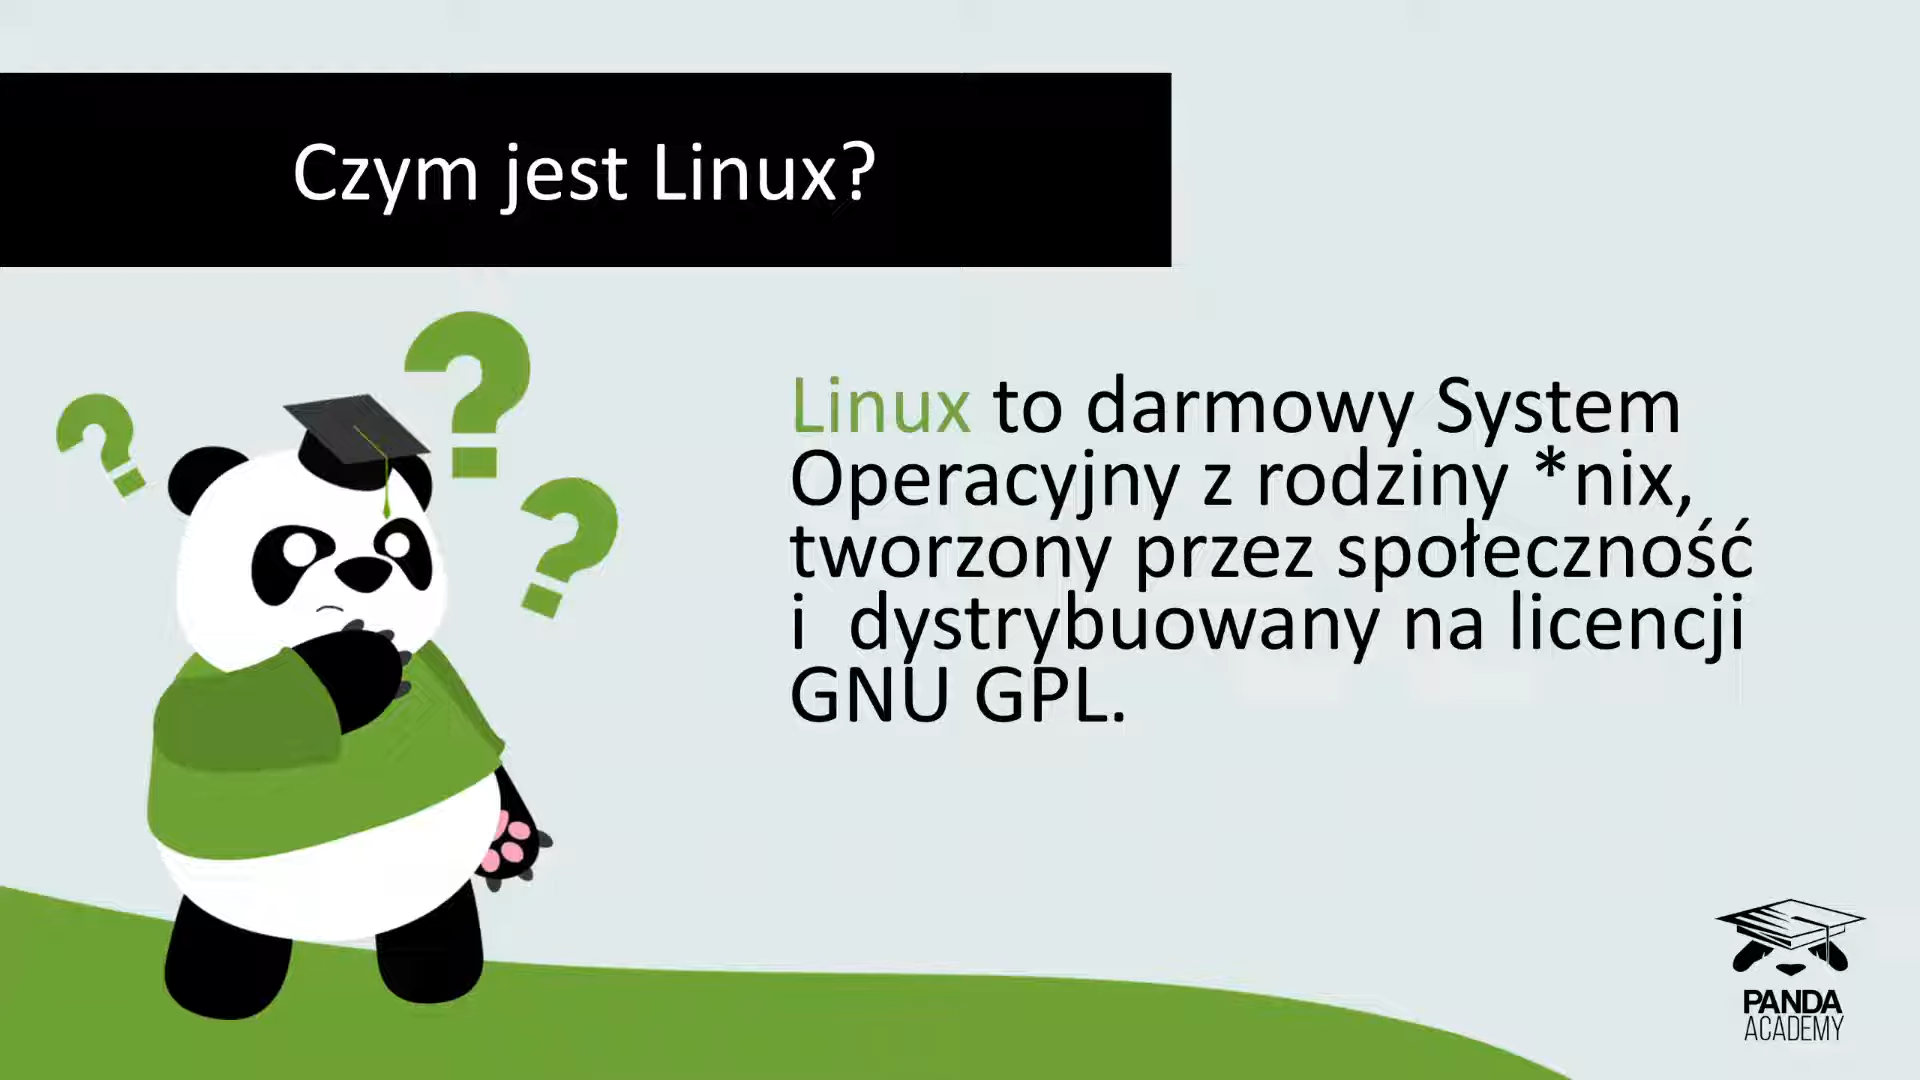 Czym jest Linux?
Linux to darmowy System
Operacyjny z rodziny *nix,
tworzony przez społeczność
i  dystrybuowany na licencji
GNU GPL.
PANDA
ACADEMY